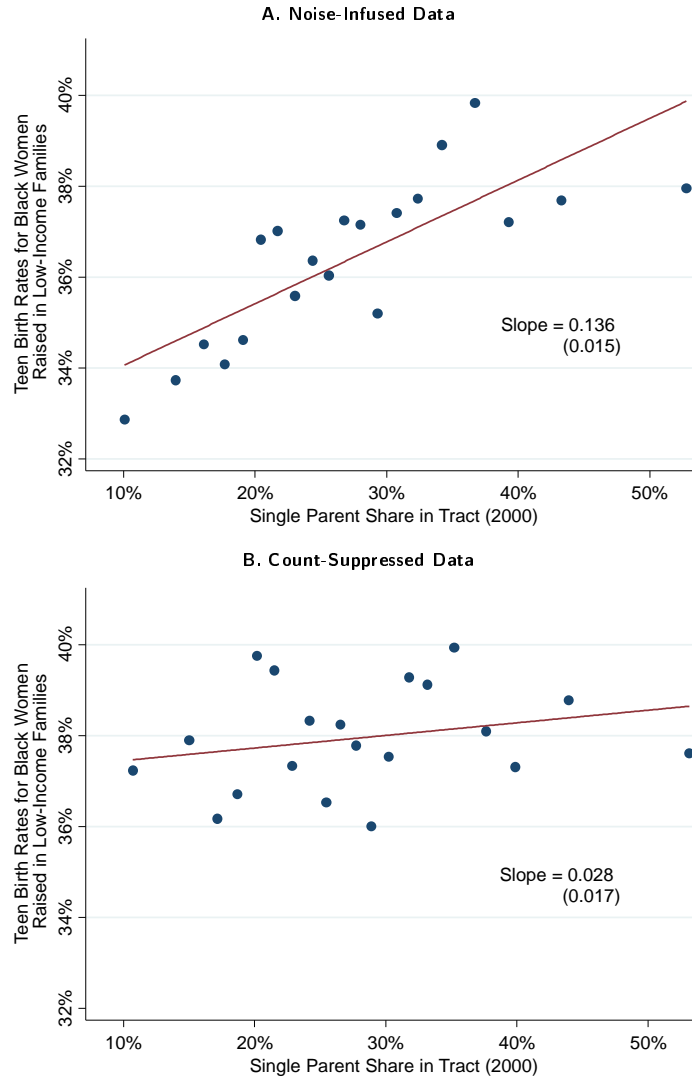 A. Noise-Infused Data
Teen Birth Rates for Black Women
Raised in Low-Income Families
40%
38%
36%
34%
32%
Slope = 0.136
(0.015)
10% 20% 30% 40% 50%
Single Parent Share in Tract (2000)
B. Count-Suppressed Data
Teen Birth Rates for Black Women
Raised in Low-Income Families
40%
38%
36%
34%
32%
Slope = 0.028
(0.017)
10% 20% 30% 40% 50%
Single Parent Share in Tract (2000)